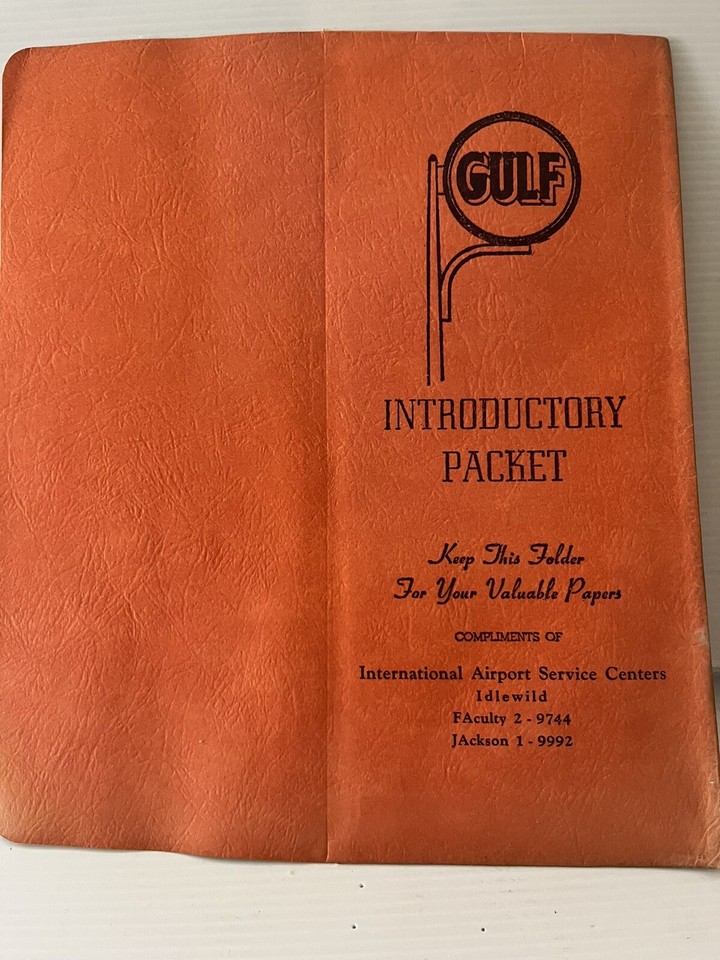 GULF
INTRODUCTORY
PACKET
Keep This Folder
For Your Valuable Papers
COMPLIMENTS OF
International Airport Service Centers
Idlewild
FAculty 2 - 9744
JAckson 1 - 9992